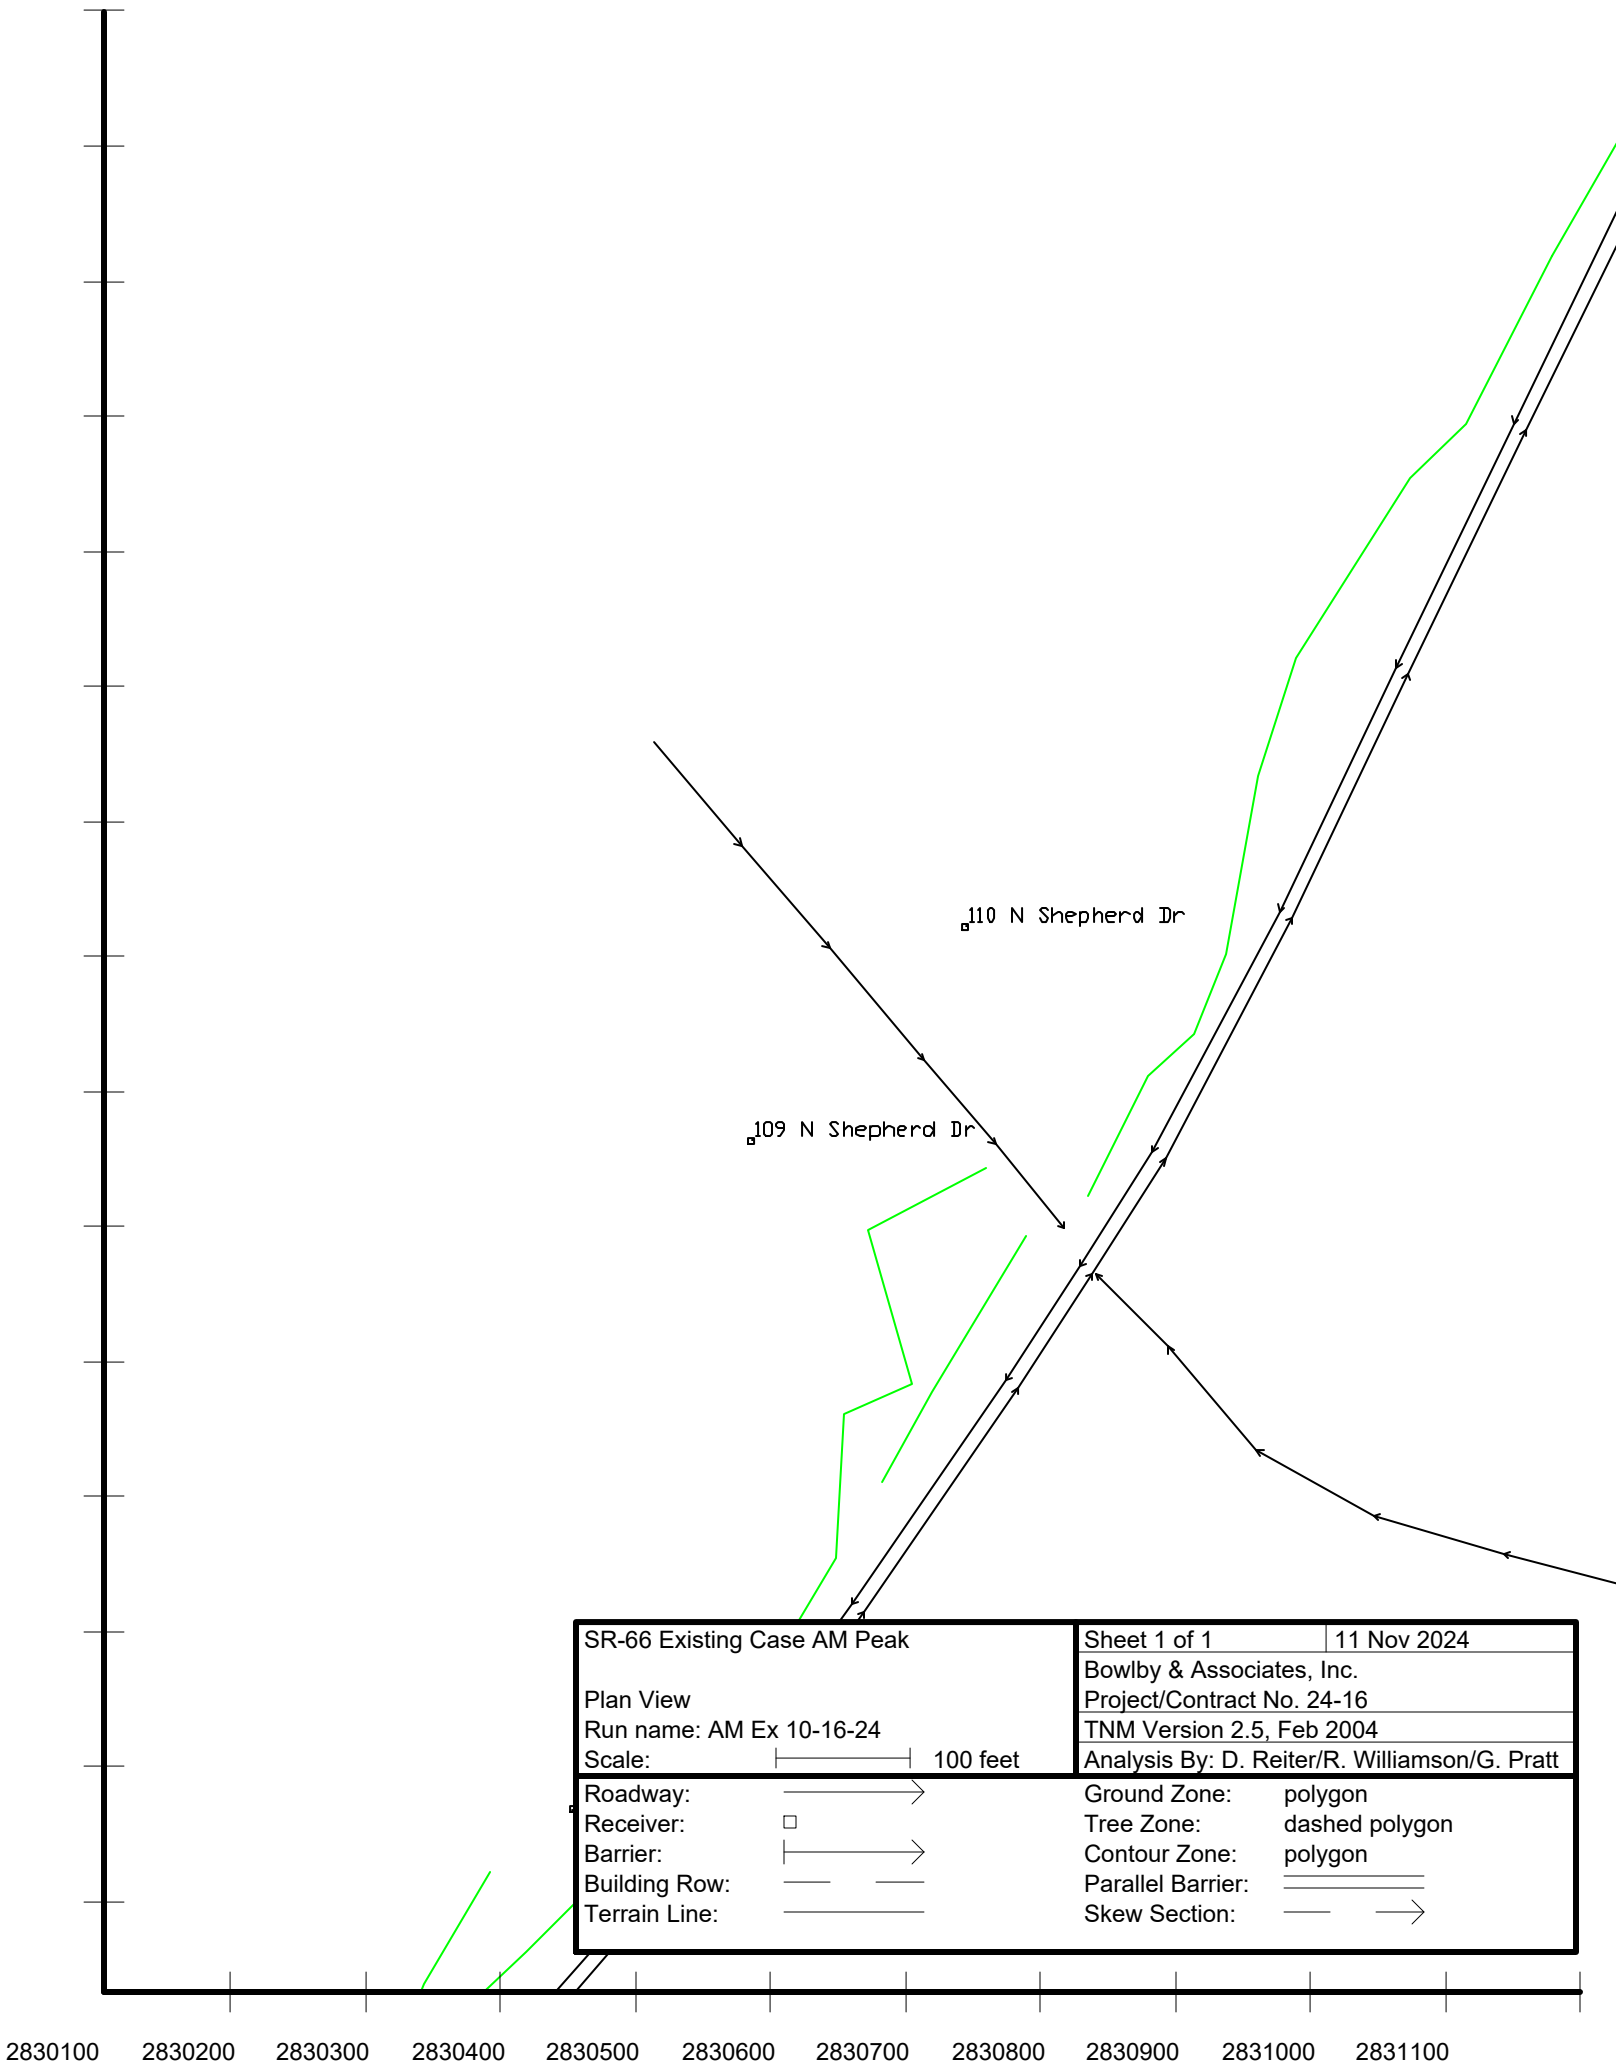 110 N Shepherd Dr
109 N Shepherd Dr
SR-66 Existing Case AM Peak
Plan View
Run name: AM Ex 10-16-24
Scale: 100 feet
Sheet 1 of 1 11 Nov 2024
Bowlby & Associates, Inc.
Project/Contract No. 24-16
TNM Version 2.5, Feb 2004
Analysis By: D. Reiter/R. Williamson/G. Pratt
Roadway:
Receiver:
Barrier:
Building Row:
Terrain Line:
Ground Zone: polygon
Tree Zone: dashed polygon
Contour Zone: polygon
Parallel Barrier:
Skew Section:
2830100 2830200 2830300 2830400 2830500 2830600 2830700 2830800 2830900 2831000 2831100